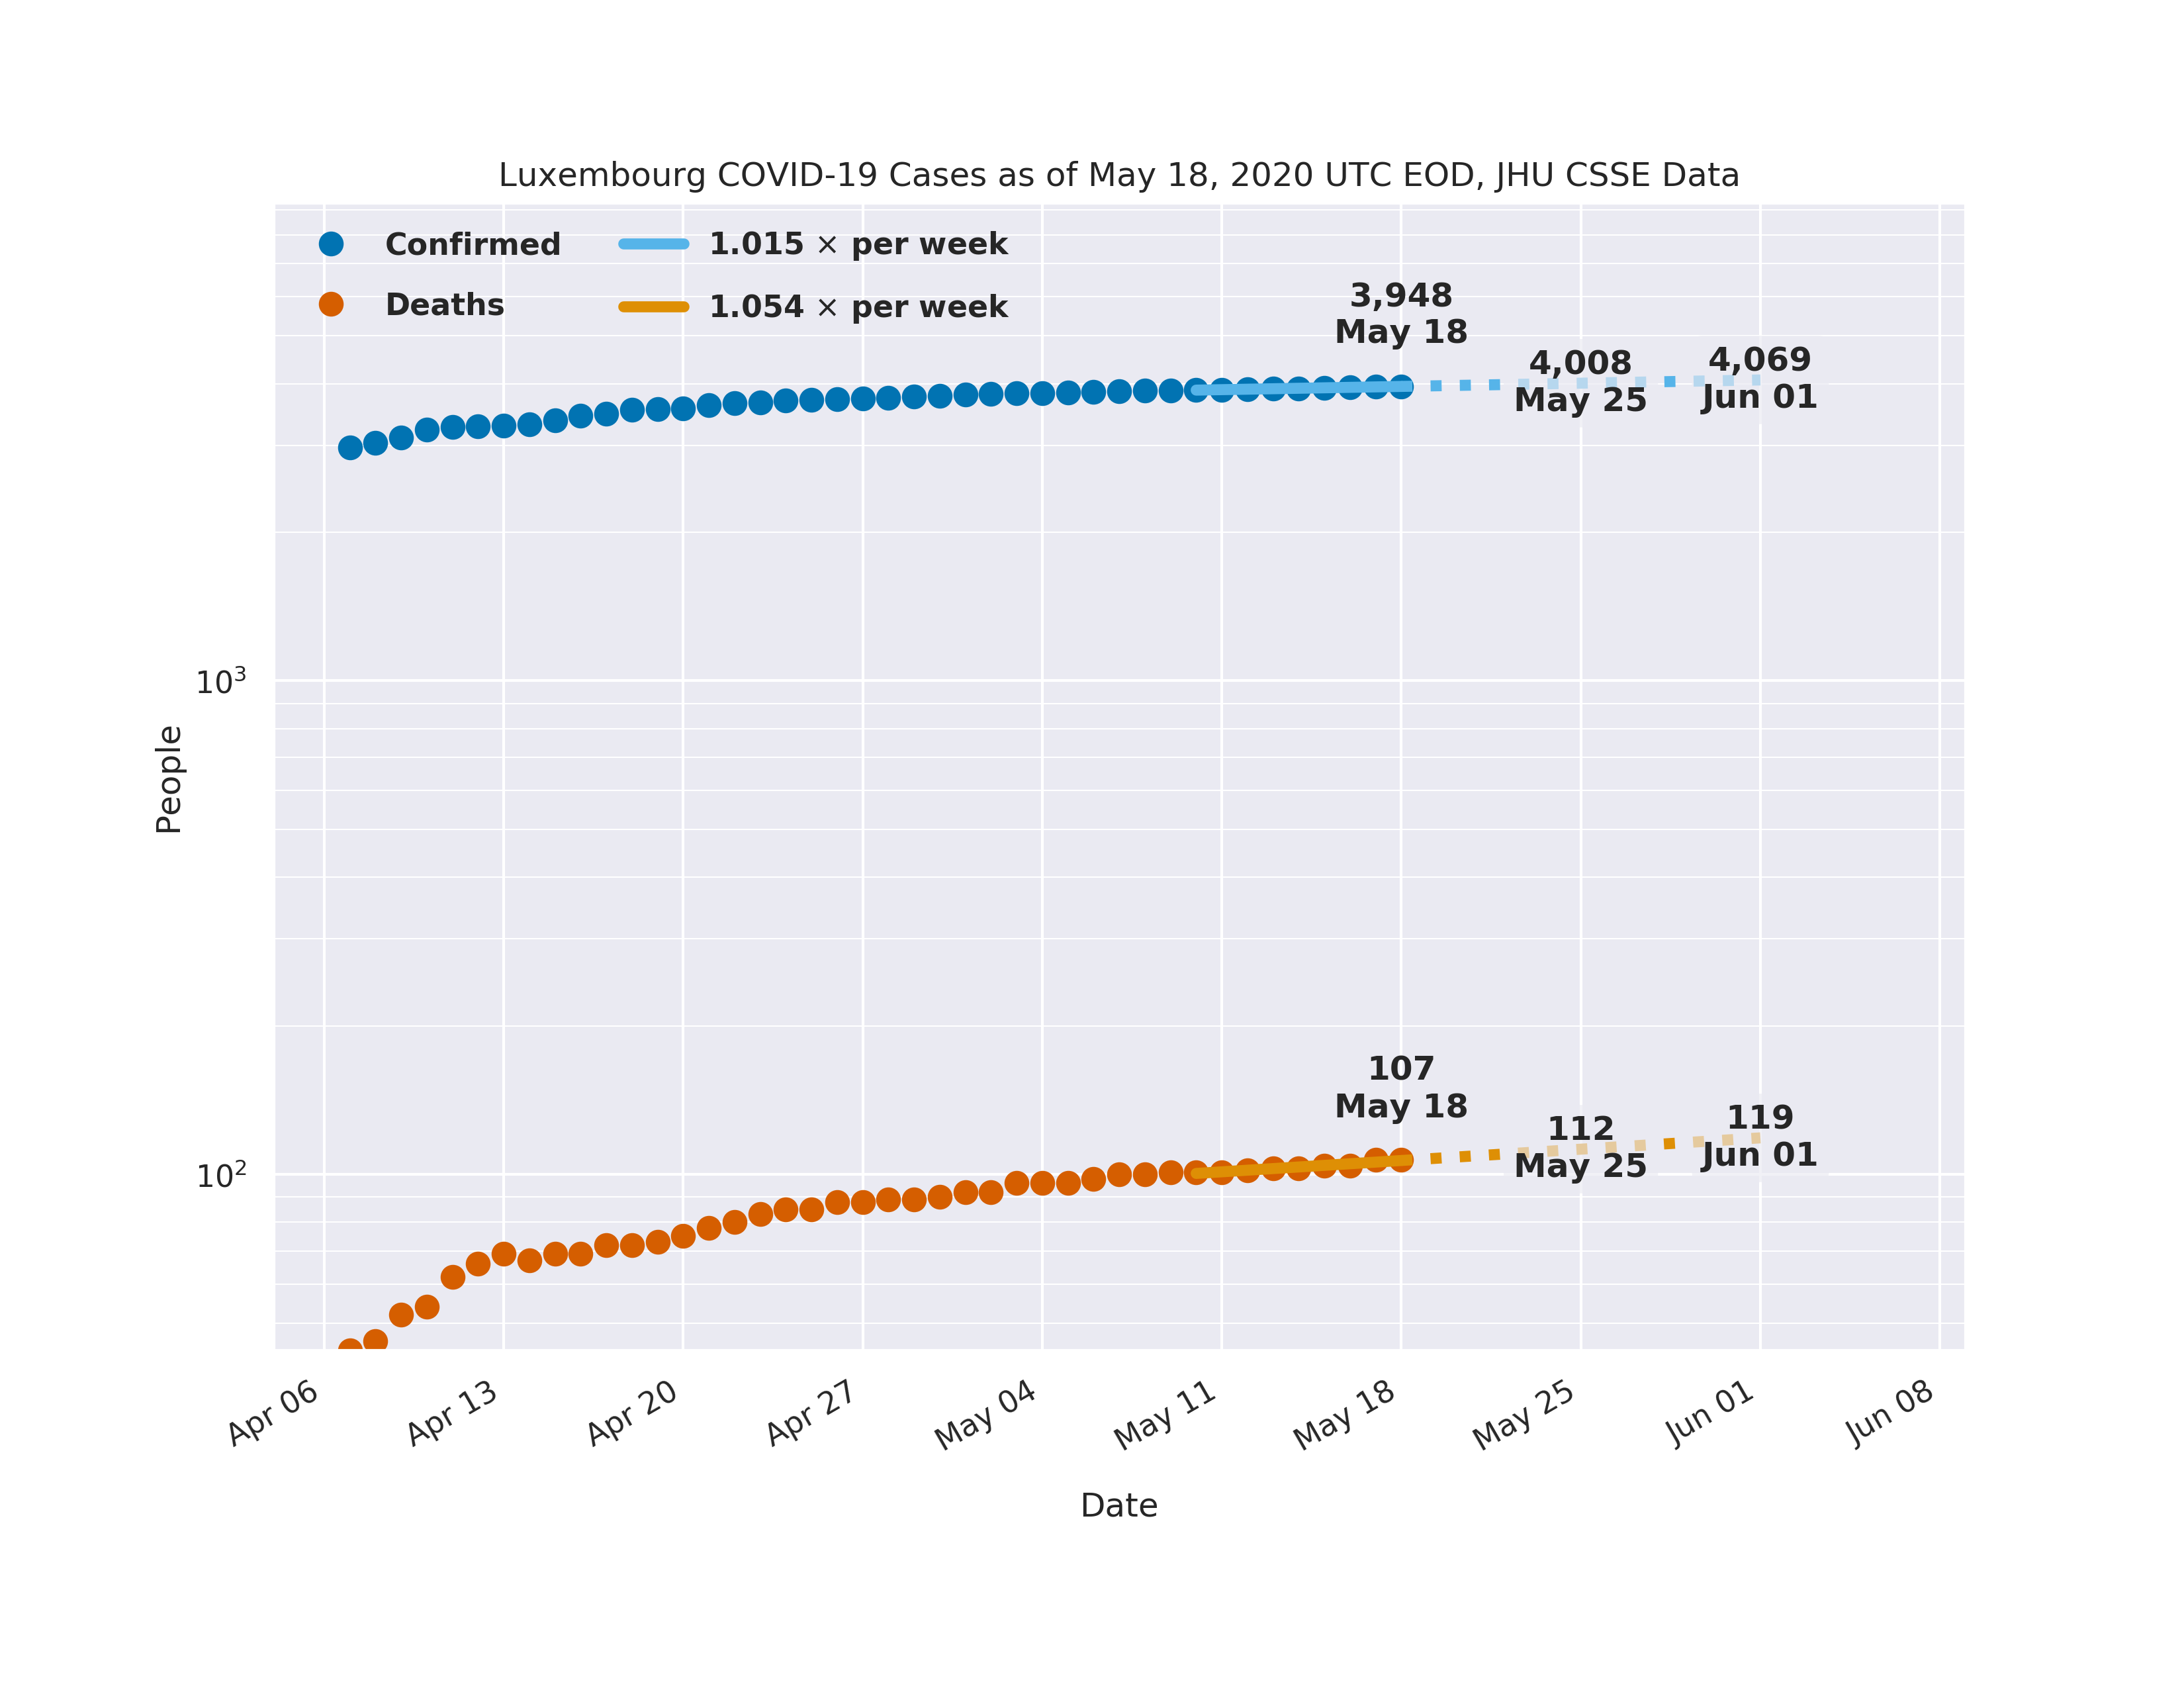 Luxembourg COVID-19 Cases as of May 18, 2020 UTC EOD, JHU CSSE Data
Confirmed
Deaths
1.015 × per week
1.054 × per week
3,948
May 18
4,008
May 25
4,069
Jun 01
107
May 18
112
May 25
119
Jun 01
People
10³
10²
Apr 06
Apr 13
Apr 20
Apr 27
May 04
May 11
May 18
May 25
Jun 01
Jun 08
Date